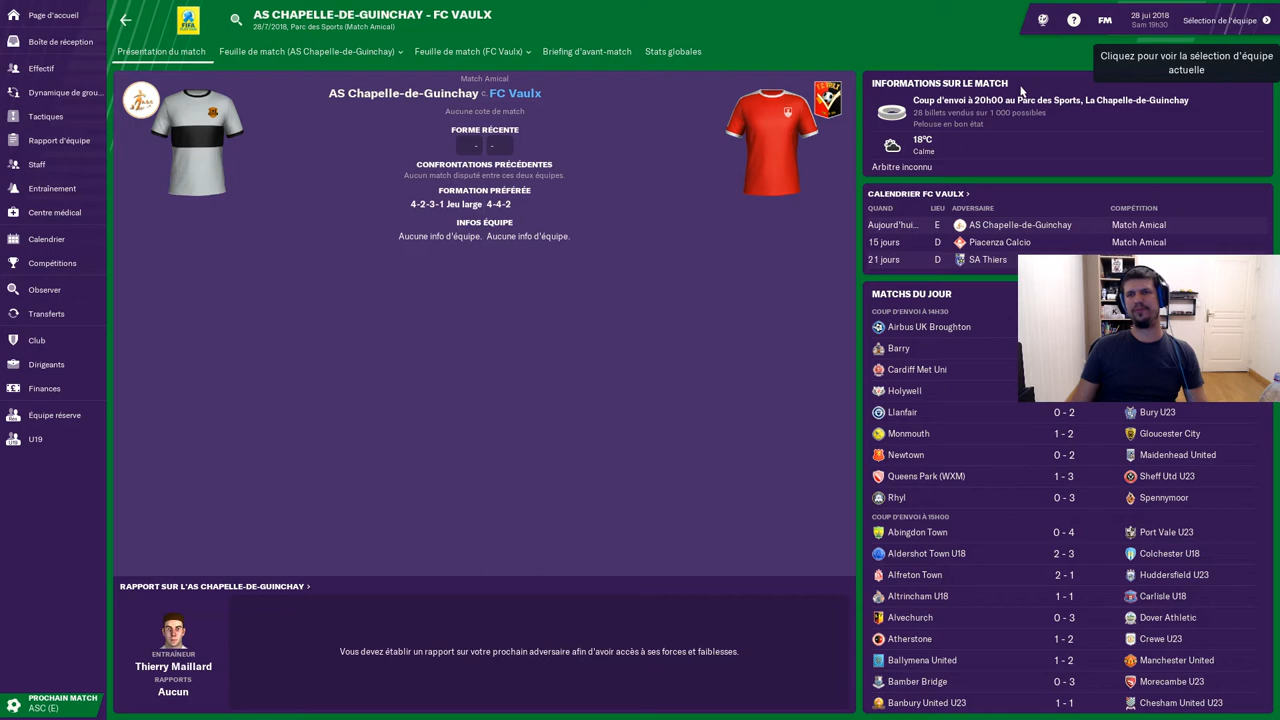 Page d'accueil
Boîte de réception
Effectif
Dynamique de grou...
Tactiques
Rapport d'équipe
Staff
Entraînement
Centre médical
Calendrier
Compétitions
Observer
Transferts
Club
Dirigeants
Finances
Équipe réserve
U19
PROCHAIN MATCH
ASC (E)
AS CHAPELLE-DE-GUINCHAY - FC VAULX
28/7/2018, Parc des Sports (Match Amical)
FM
28 jui 2018
Sam 19h30
Sélection de l'équipe
Cliquez pour voir la sélection d'équipe
actuelle
Présentation du match
Feuille de match (AS Chapelle-de-Guinchay)
Feuille de match (FC Vaulx)
Briefing d'avant-match
Stats globales
Match Amical
AS Chapelle-de-Guinchay c. FC Vaulx
Aucune cote de match
FORME RÉCENTE
- -
CONFRONTATIONS PRÉCÉDENTES
Aucun match disputé entre ces deux équipes.
FORMATION PRÉFÉRÉE
4-2-3-1 Jeu large 4-4-2
INFOS ÉQUIPE
Aucune info d'équipe. Aucune info d'équipe.
RAPPORT SUR L'AS CHAPELLE-DE-GUINCHAY >
ENTRAÎNEUR
Thierry Maillard
RAPPORTS
Aucun
Vous devez établir un rapport sur votre prochain adversaire afin d'avoir accès à ses forces et faiblesses.
INFORMATIONS SUR LE MATCH
Coup d'envoi à 20h00 au Parc des Sports, La Chapelle-de-Guinchay
28 billets vendus sur 1 000 possibles
Pelouse en bon état
18°C
Calme
Arbitre inconnu
CALENDRIER FC VAULX >
QUAND LIEU ADVERSAIRE COMPÉTITION
Aujourd'hui... E AS Chapelle-de-Guinchay Match Amical
15 jours D Piacenza Calcio Match Amical
21 jours D SA Thiers
MATCHS DU JOUR
COUP D'ENVOI À 14H30
Airbus UK Broughton
Barry
Cardiff Met Uni
Holywell
Llanfair 0 - 2 Bury U23
Monmouth 1 - 2 Gloucester City
Newtown 0 - 2 Maidenhead United
Queens Park (WXM) 1 - 3 Sheff Utd U23
Rhyl 0 - 3 Spennymoor
COUP D'ENVOI À 15H00
Abingdon Town 0 - 4 Port Vale U23
Aldershot Town U18 2 - 3 Colchester U18
Alfreton Town 2 - 1 Huddersfield U23
Altrincham U18 1 - 1 Carlisle U18
Alvechurch 0 - 3 Dover Athletic
Atherstone 1 - 2 Crewe U23
Ballymena United 1 - 2 Manchester United
Bamber Bridge 0 - 3 Morecambe U23
Banbury United U23 1 - 1 Chesham United U23